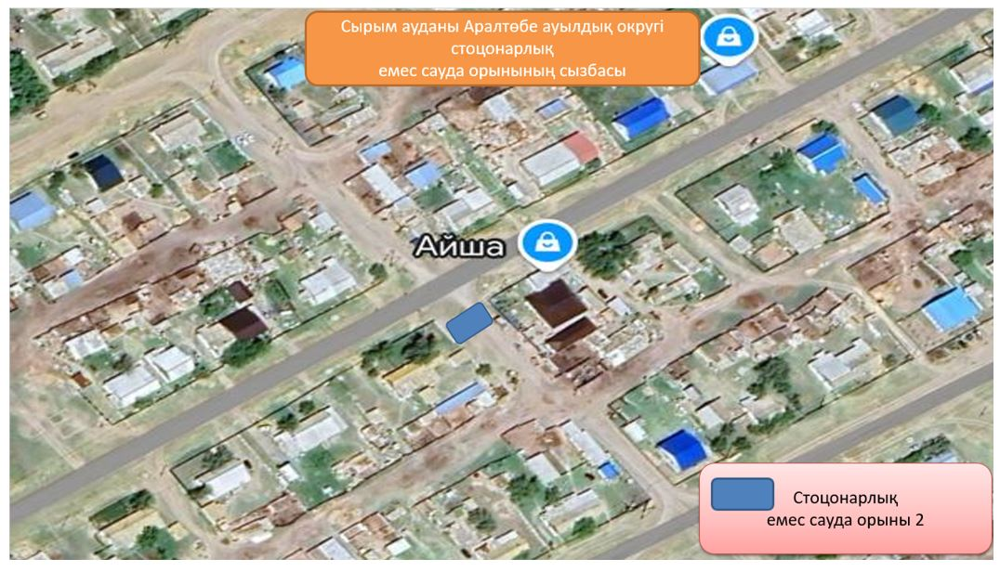 Сырым ауданы Аралтөбе ауылдық округі
стоцонарлық
емес сауда орынының сызбасы
Айша
Стоцонарлық
емес сауда орыны 2